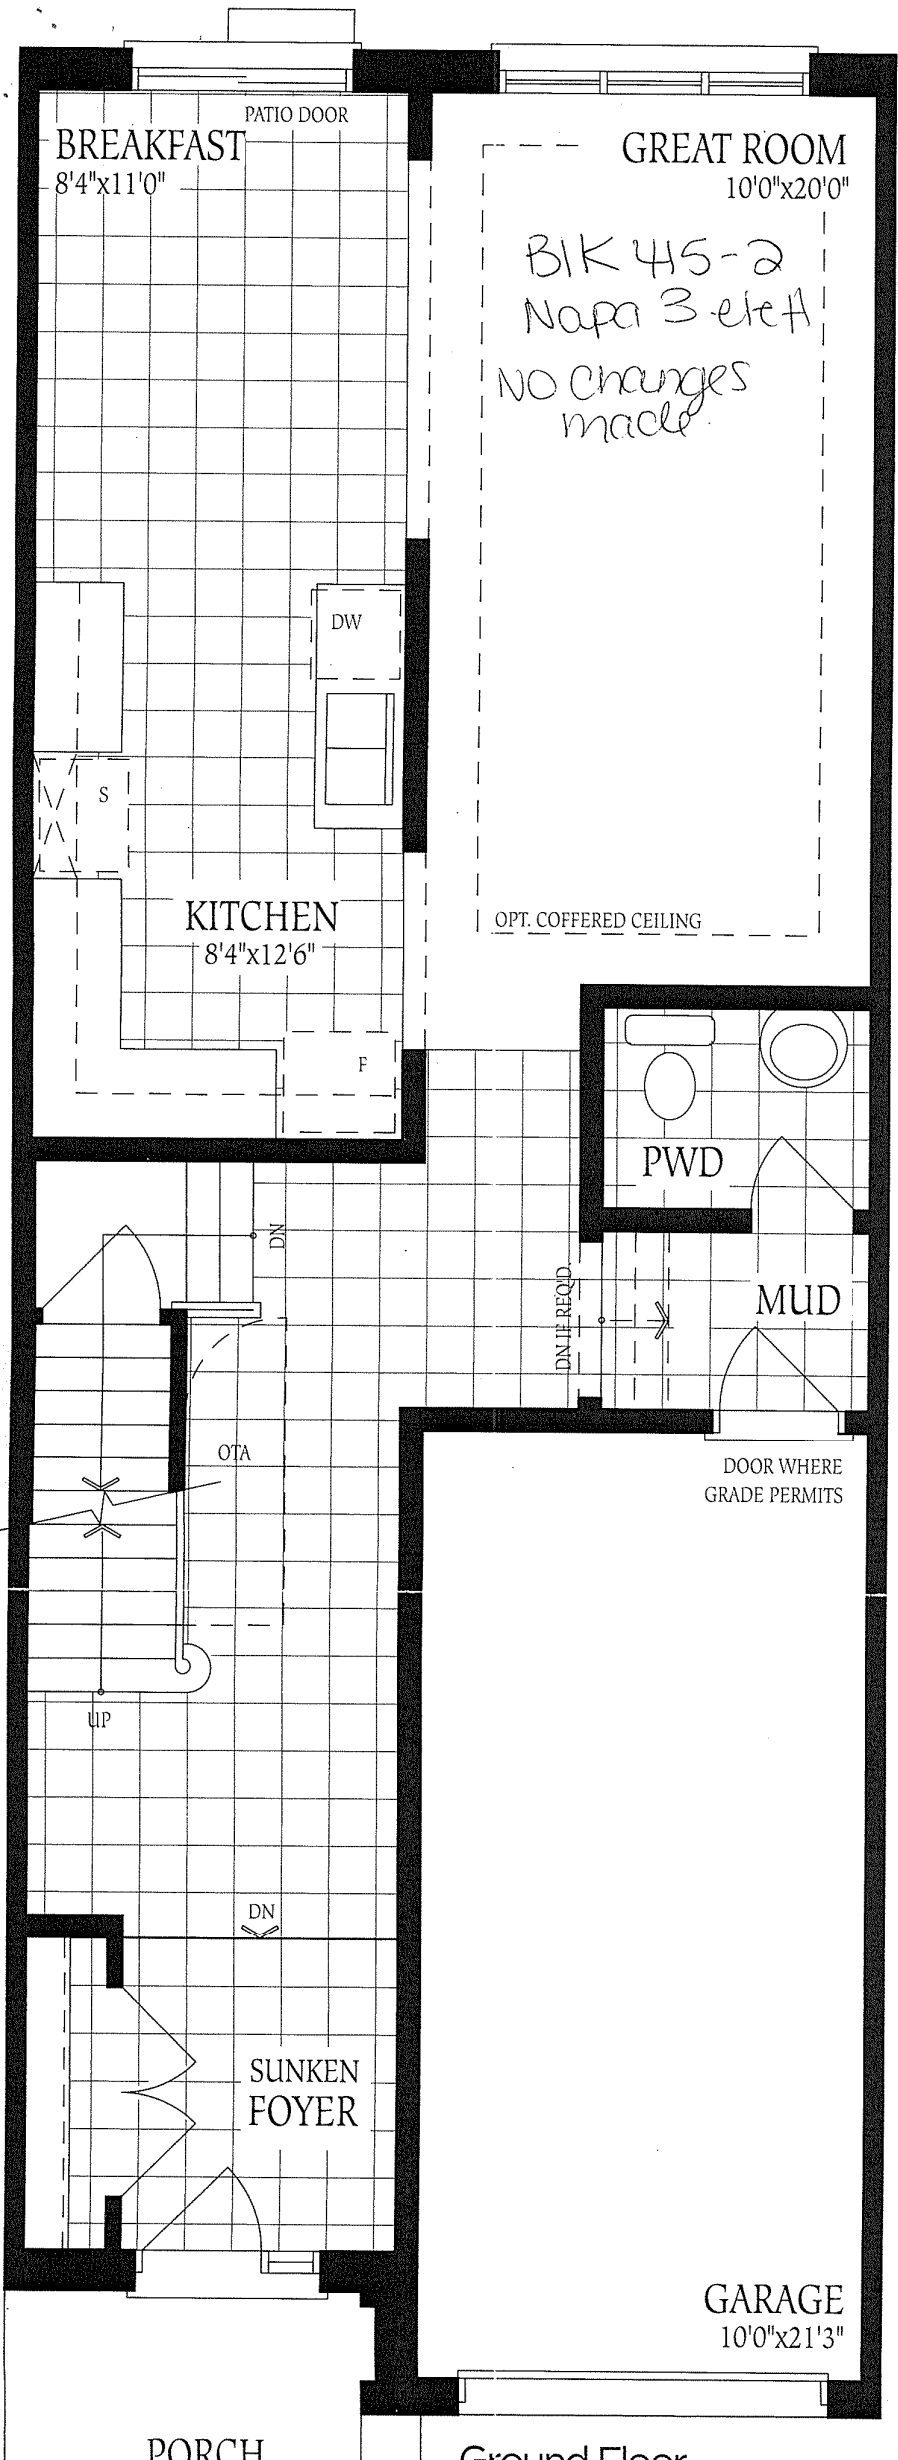 PATIO DOOR
BREAKFAST
8'4"x11'0"
GREAT ROOM
10'0"x20'0"
Blk 45-2
Napa 3 elev A
No changes
made
DW
S
KITCHEN
8'4"x12'6"
OPT. COFFERED CEILING
F
PWD
DN
DN IF REQ'D.
MUD
OTA
DOOR WHERE
GRADE PERMITS
UP
DN
SUNKEN
FOYER
GARAGE
10'0"x21'3"
PORCH
Ground Floor